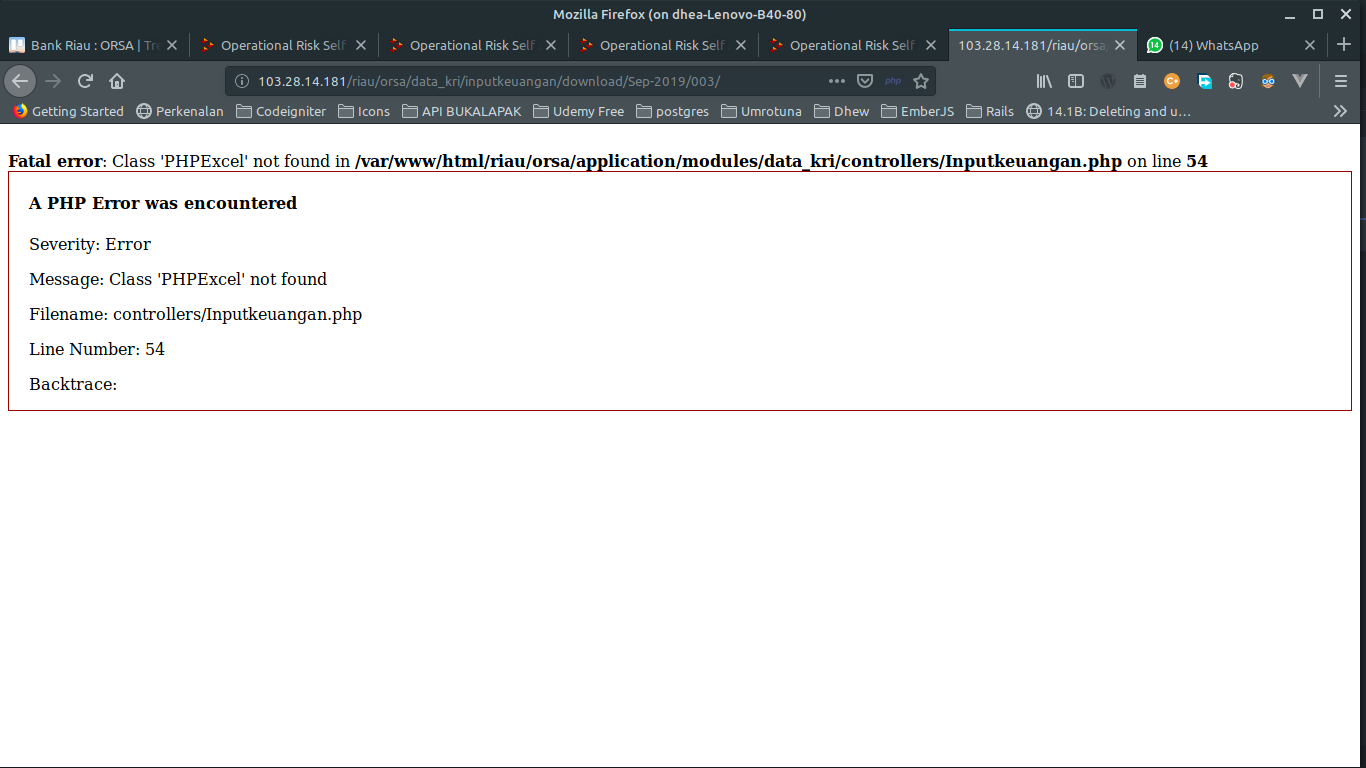 Mozilla Firefox (on dhea-Lenovo-B40-80)
Bank Riau : ORSA | Tre Operational Risk Self Operational Risk Self Operational Risk Self Operational Risk Self 103.28.14.181/riau/orsa/ 14 (14) WhatsApp
103.28.14.181/riau/orsa/data_kri/inputkeuangan/download/Sep-2019/003/ php C+
Getting Started Perkenalan Codeigniter Icons API BUKALAPAK Udemy Free postgres Umrotuna Dhew EmberJS Rails 14.1B: Deleting and u…
Fatal error: Class 'PHPExcel' not found in /var/www/html/riau/orsa/application/modules/data_kri/controllers/Inputkeuangan.php on line 54
A PHP Error was encountered
Severity: Error
Message: Class 'PHPExcel' not found
Filename: controllers/Inputkeuangan.php
Line Number: 54
Backtrace: